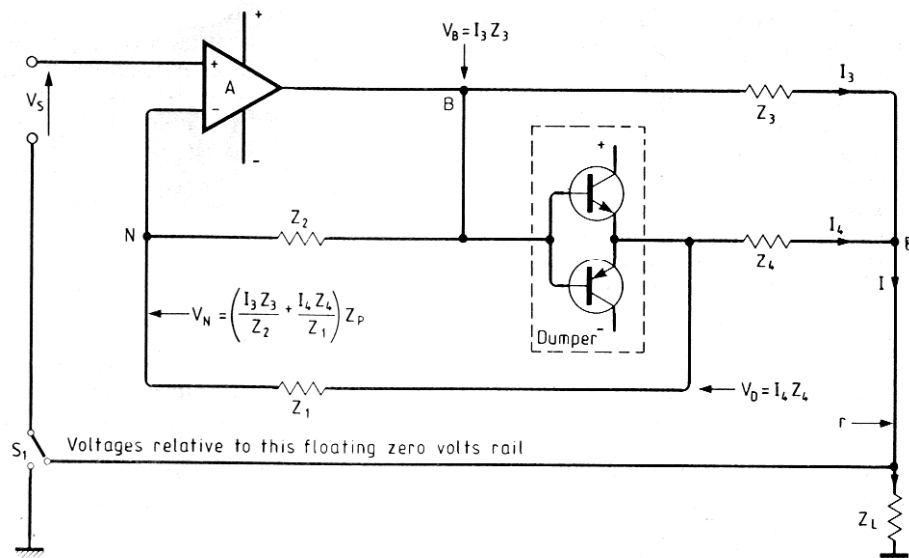 +
V_B = I_3 Z_3
+
A
−
V_S
−
B
Z_3
I_3
+
Z_2
N
I_4
Z_4
E
I
V_N = (I_3 Z_3 / Z_2 + I_4 Z_4 / Z_1) Z_P
−
Dumper
V_D = I_4 Z_4
Z_1
r
S_1
Voltages relative to this floating zero volts rail
Z_L